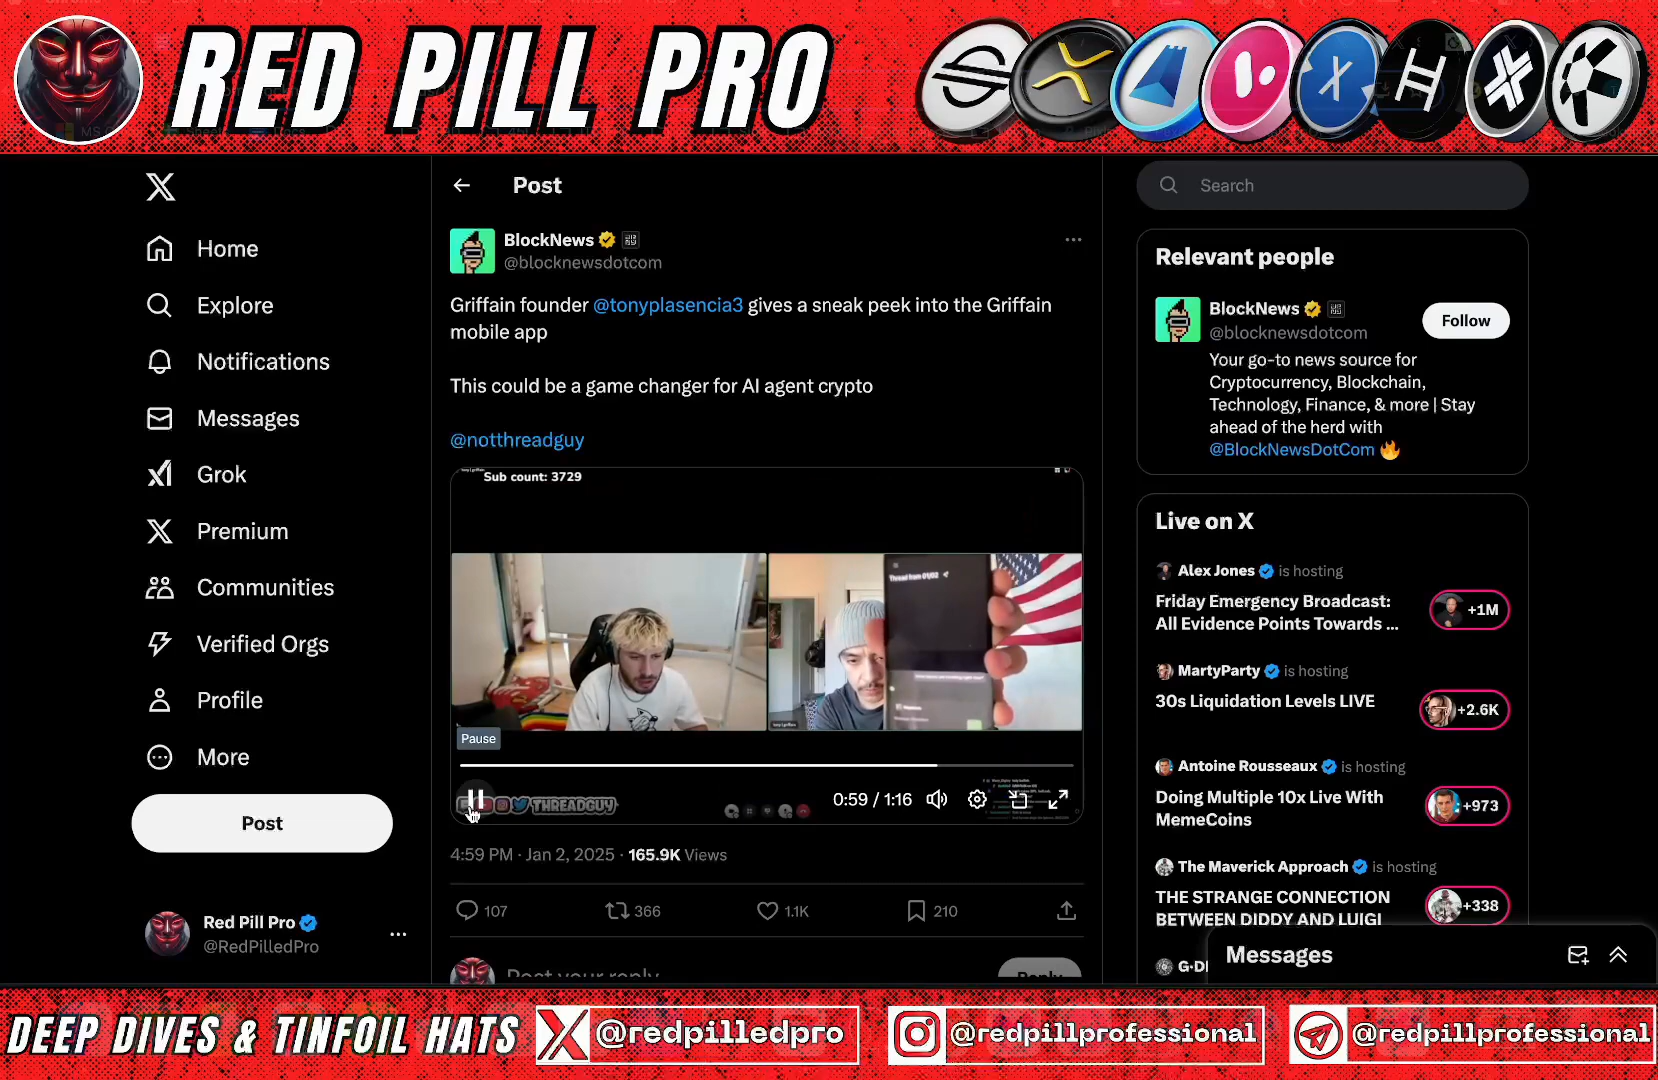 RED PILL PRO
Home
Explore
Notifications
Messages
Grok
Premium
Communities
Verified Orgs
Profile
More
Post
Red Pill Pro
@RedPilledPro
Post
BlockNews
@blocknewsdotcom
Griffain founder @tonyplasencia3 gives a sneak peek into the Griffain
mobile app
This could be a game changer for AI agent crypto
@notthreadguy
Sub count: 3729
Thread from 01/02
Pause
THREADGUY
0:59 / 1:16
4:59 PM · Jan 2, 2025 · 165.9K Views
107
366
1.1K
210
Post your reply
Reply
Search
Relevant people
BlockNews
@blocknewsdotcom
Follow
Your go-to news source for
Cryptocurrency, Blockchain,
Technology, Finance, & more | Stay
ahead of the herd with
@BlockNewsDotCom
Live on X
Alex Jones is hosting
Friday Emergency Broadcast:
All Evidence Points Towards ...
+1M
MartyParty is hosting
30s Liquidation Levels LIVE
+2.6K
Antoine Rousseaux is hosting
Doing Multiple 10x Live With
MemeCoins
+973
The Maverick Approach is hosting
THE STRANGE CONNECTION
BETWEEN DIDDY AND LUIGI
+338
Messages
DEEP DIVES & TINFOIL HATS
@redpilledpro
@redpillprofessional
@redpillprofessional